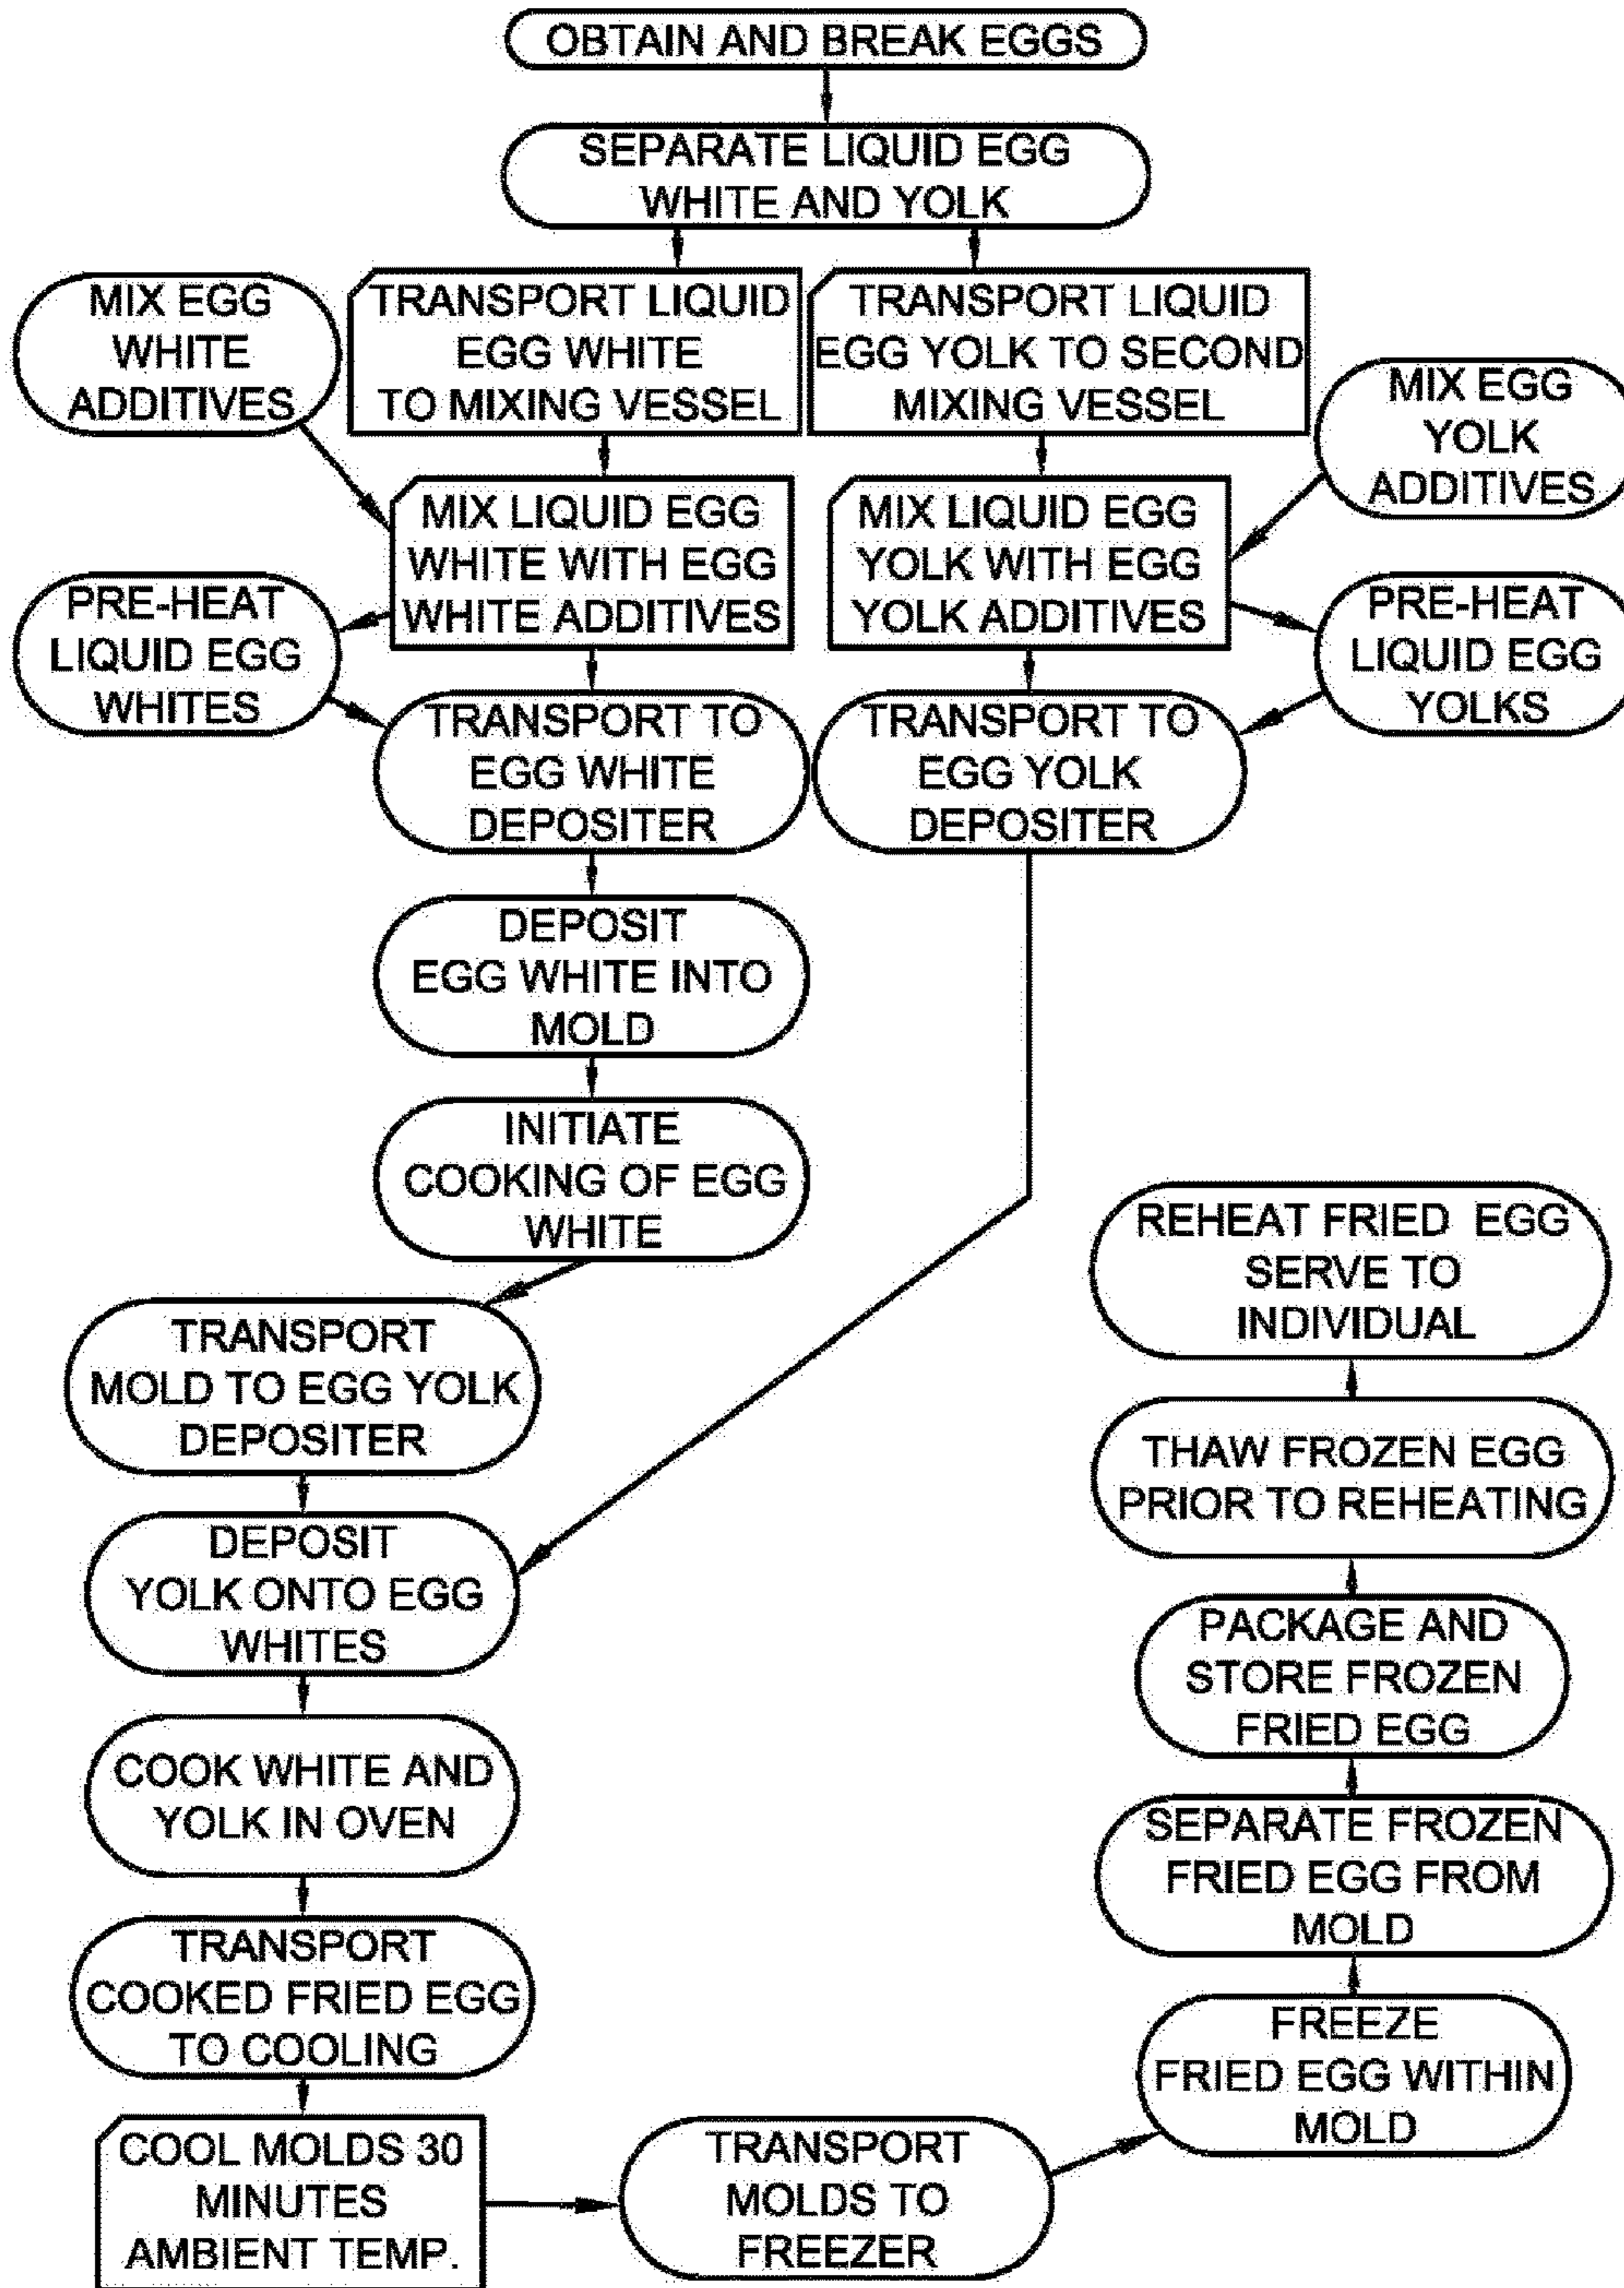 OBTAIN AND BREAK EGGS
SEPARATE LIQUID EGG
WHITE AND YOLK
MIX EGG
WHITE
ADDITIVES
TRANSPORT LIQUID
EGG WHITE
TO MIXING VESSEL
TRANSPORT LIQUID
EGG YOLK TO SECOND
MIXING VESSEL
MIX EGG
YOLK
ADDITIVES
MIX LIQUID EGG
WHITE WITH EGG
WHITE ADDITIVES
MIX LIQUID EGG
YOLK WITH EGG
YOLK ADDITIVES
PRE-HEAT
LIQUID EGG
WHITES
PRE-HEAT
LIQUID EGG
YOLKS
TRANSPORT TO
EGG WHITE
DEPOSITER
TRANSPORT TO
EGG YOLK
DEPOSITER
DEPOSIT
EGG WHITE INTO
MOLD
INITIATE
COOKING OF EGG
WHITE
TRANSPORT
MOLD TO EGG YOLK
DEPOSITER
DEPOSIT
YOLK ONTO EGG
WHITES
COOK WHITE AND
YOLK IN OVEN
TRANSPORT
COOKED FRIED EGG
TO COOLING
COOL MOLDS 30
MINUTES
AMBIENT TEMP.
TRANSPORT
MOLDS TO
FREEZER
FREEZE
FRIED EGG WITHIN
MOLD
SEPARATE FROZEN
FRIED EGG FROM
MOLD
PACKAGE AND
STORE FROZEN
FRIED EGG
THAW FROZEN EGG
PRIOR TO REHEATING
REHEAT FRIED EGG
SERVE TO
INDIVIDUAL